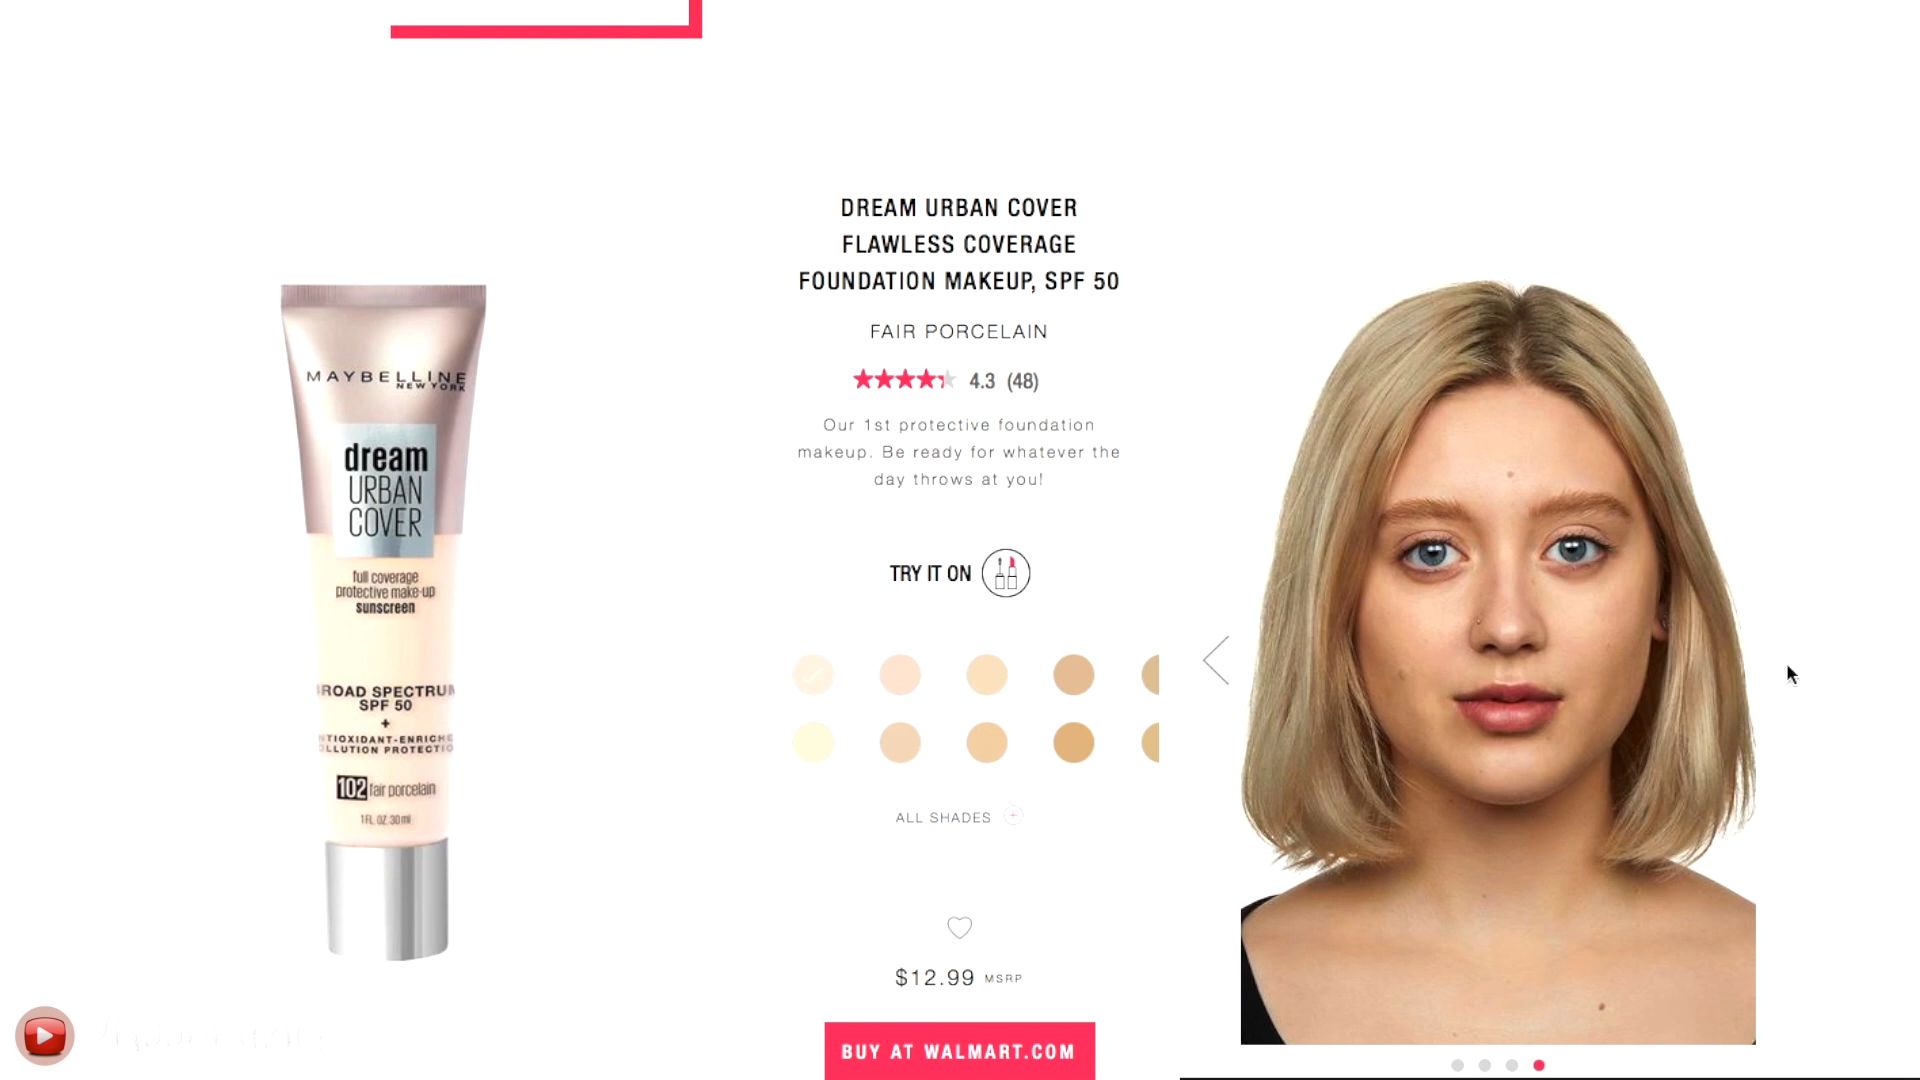 MAYBELLINE
NEW YORK
dream
URBAN
COVER
full coverage
protective make-up
sunscreen
ROAD SPECTRU
SPF 50
+
TIOXIDANT-ENRICHE
LLUTION PROTECTIO
102 fair porcelain
1 FL. OZ. 30 ml
DREAM URBAN COVER
FLAWLESS COVERAGE
FOUNDATION MAKEUP, SPF 50
FAIR PORCELAIN
4.3 (48)
Our 1st protective foundation
makeup. Be ready for whatever the
day throws at you!
TRY IT ON
ALL SHADES +
$12.99 MSRP
BUY AT WALMART.COM